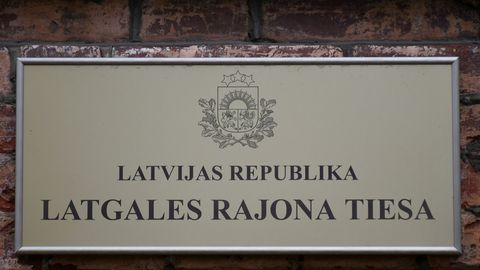 LATVIJAS REPUBLIKA
LATGALES RAJONA TIESA